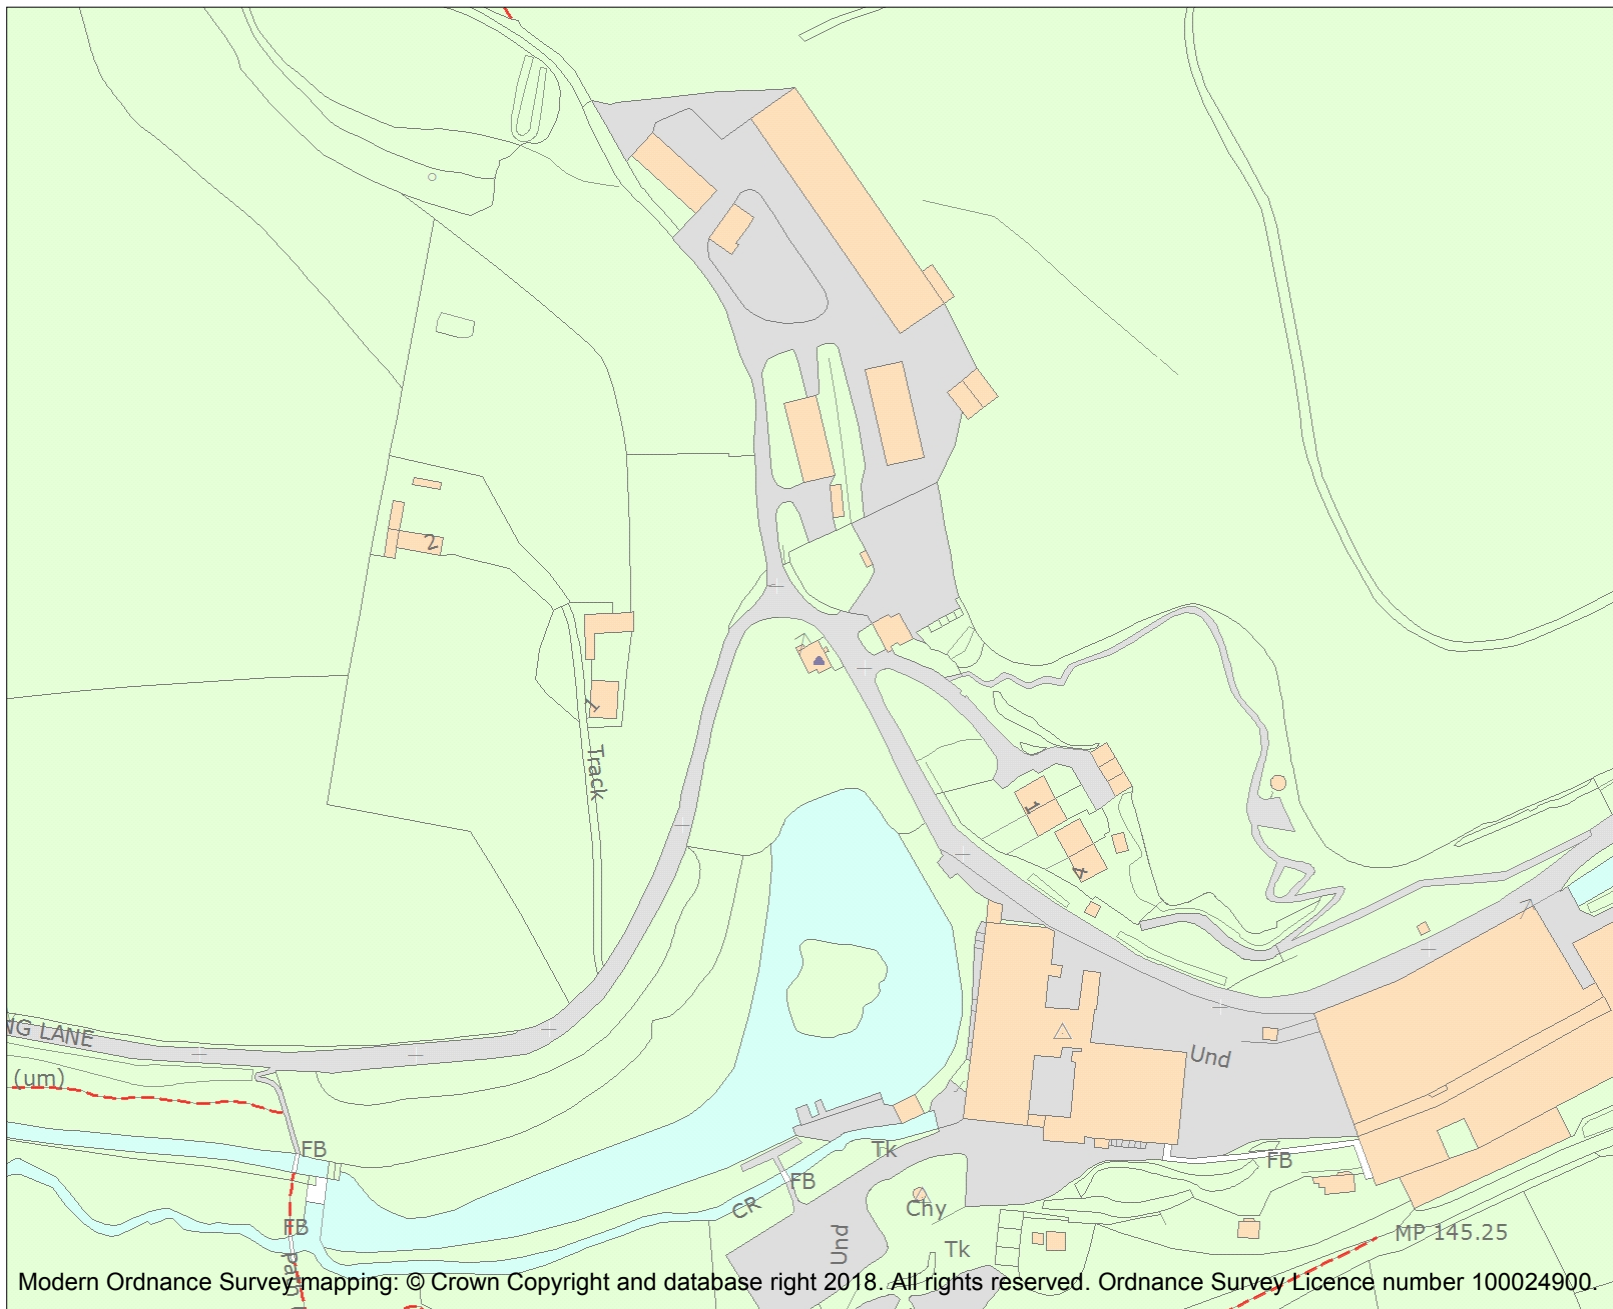 2
1
Track
1
4
NG LANE
(um)
Und
FB
Tk
FB
FB
CR
Chy
FB
Und
Tk
MP 145.25
Path
Modern Ordnance Survey mapping: © Crown Copyright and database right 2018. All rights reserved. Ordnance Survey Licence number 100024900.